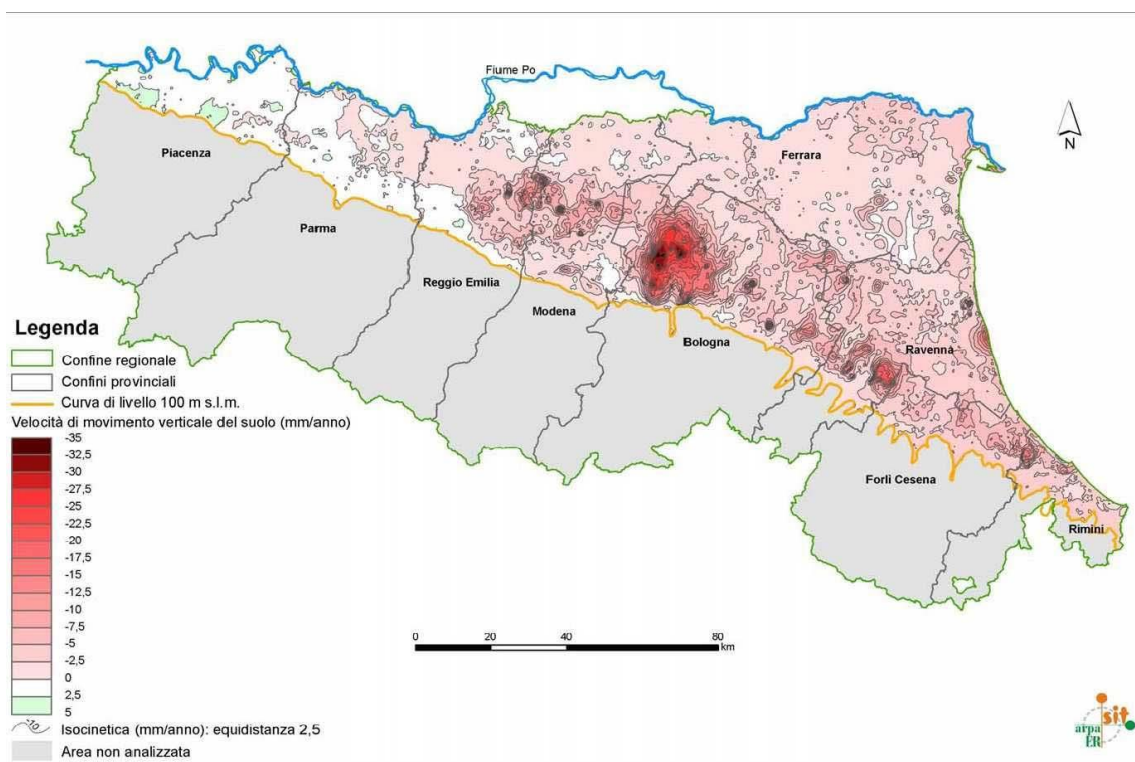 Fiume Po
N
Ferrara
Piacenza
Parma
Reggio Emilia
Modena
Bologna
Ravenna
Forlì Cesena
Rimini
Legenda
Confine regionale
Confini provinciali
Curva di livello 100 m s.l.m.
Velocità di movimento verticale del suolo (mm/anno)
-35
-32,5
-30
-27,5
-25
-22,5
20
-17,5
-15
-12,5
-10
-7,5
-5
-2,5
0
2,5
5
-10 Isocinetica (mm/anno): equidistanza 2,5
Area non analizzata
0 20 40 80
km
sit
arpa
ER